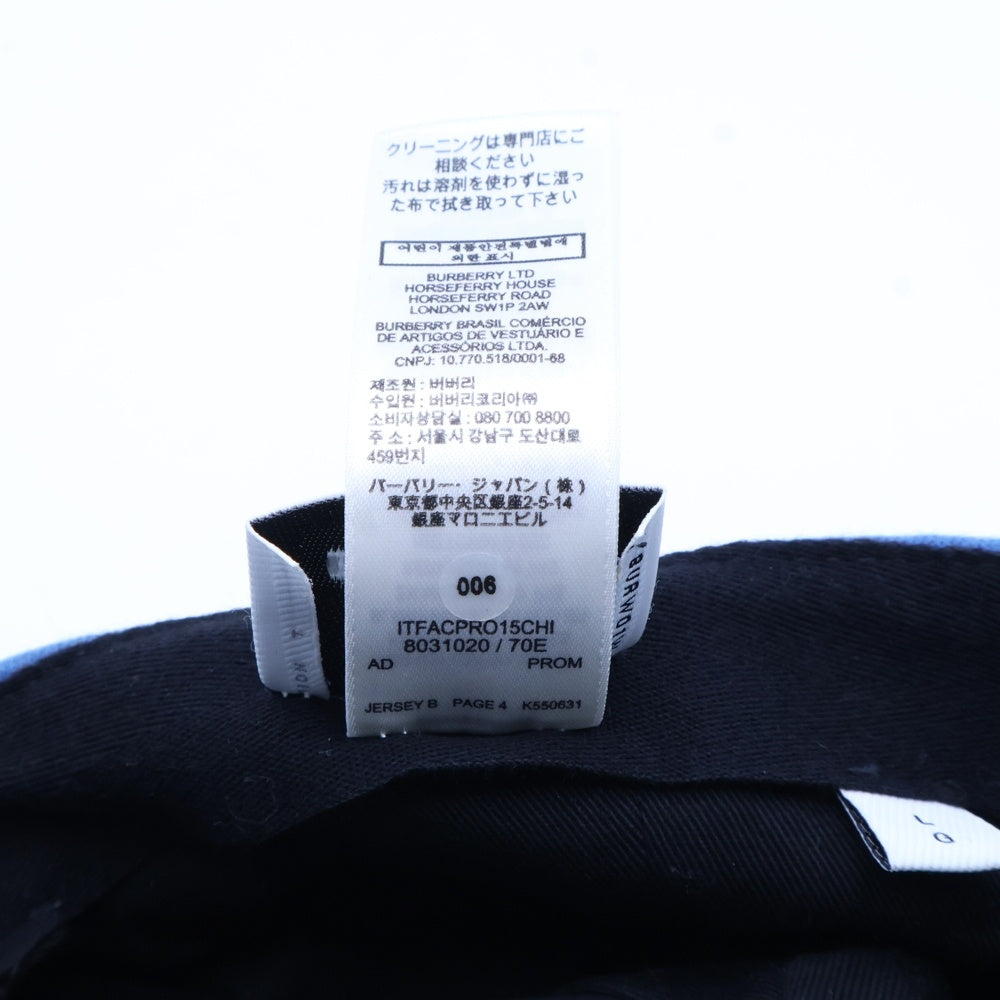 クリーニングは専門店にご
相談ください
汚れは溶剤を使わずに湿っ
た布で拭き取って下さい
어린이 제품안전특별법에
의한 표시
BURBERRY LTD
HORSEFERRY HOUSE
HORSEFERRY ROAD
LONDON SW1P 2AW
BURBERRY BRASIL COMÉRCIO
DE ARTIGOS DE VESTUÁRIO E
ACESSÓRIOS LTDA.
CNPJ: 10.770.518/0001-68
제조원 : 버버리
수입원 : 버버리코리아㈜
소비자상담실 : 080 700 8800
주 소 : 서울시 강남구 도산대로
459번지
バーバリー・ジャパン (株)
東京都中央区銀座2-5-14
銀座マロニエビル
006
ITFACPRO15CHI
8031020 / 70E
AD PROM
JERSEY B PAGE 4 K550631
L
G